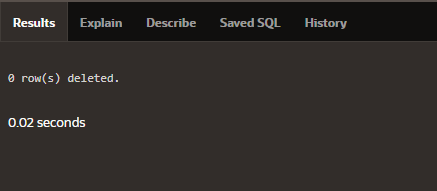 Results Explain Describe Saved SQL History
0 row(s) deleted.
0.02 seconds